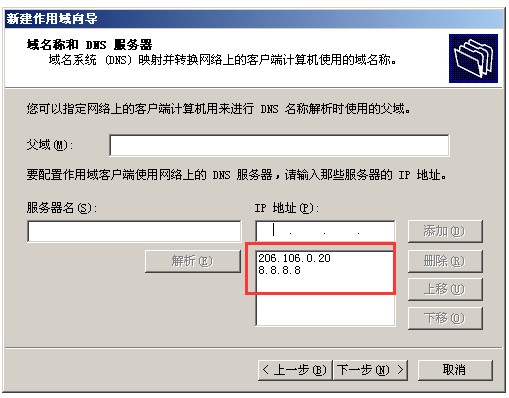 新建作用域向导
域名称和 DNS 服务器
域名系统 (DNS) 映射并转换网络上的客户端计算机使用的域名称。
您可以指定网络上的客户端计算机用来进行 DNS 名称解析时使用的父域。
父域(M):
要配置作用域客户端使用网络上的 DNS 服务器，请输入那些服务器的 IP 地址。
服务器名(S): IP 地址(P):
. . . 添加(D)
解析(E) 206.106.0.20 删除(R)
8.8.8.8
上移(U)
下移(O)
< 上一步(B) 下一步(N) > 取消